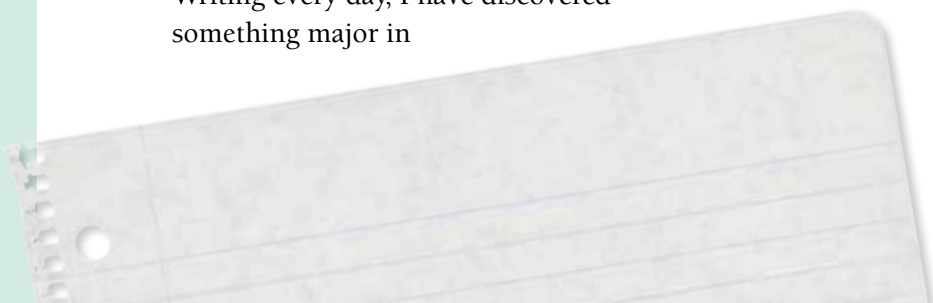 Writing every day, I have discovered
something major in